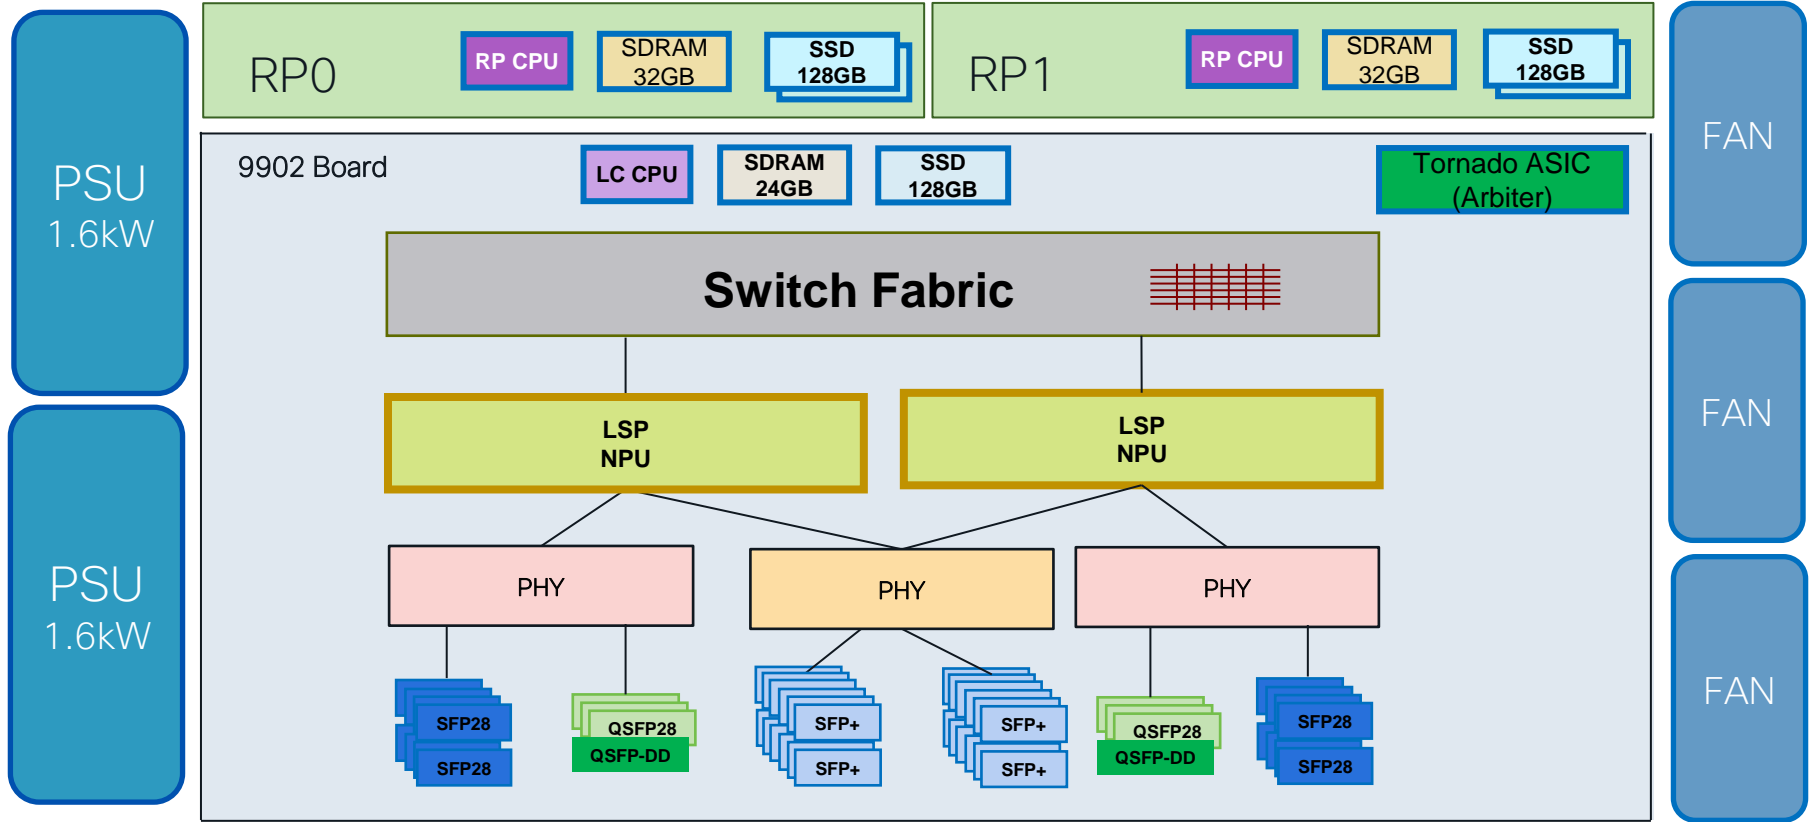 RP0
RP CPU
SDRAM
32GB
SSD
128GB
RP1
RP CPU
SDRAM
32GB
SSD
128GB
PSU
1.6kW
PSU
1.6kW
FAN
FAN
FAN
9902 Board
LC CPU
SDRAM
24GB
SSD
128GB
Tornado ASIC
(Arbiter)
Switch Fabric
LSP
NPU
LSP
NPU
PHY
PHY
PHY
SFP28
SFP28
QSFP28
QSFP-DD
SFP+
SFP+
SFP+
SFP+
QSFP28
QSFP-DD
SFP28
SFP28